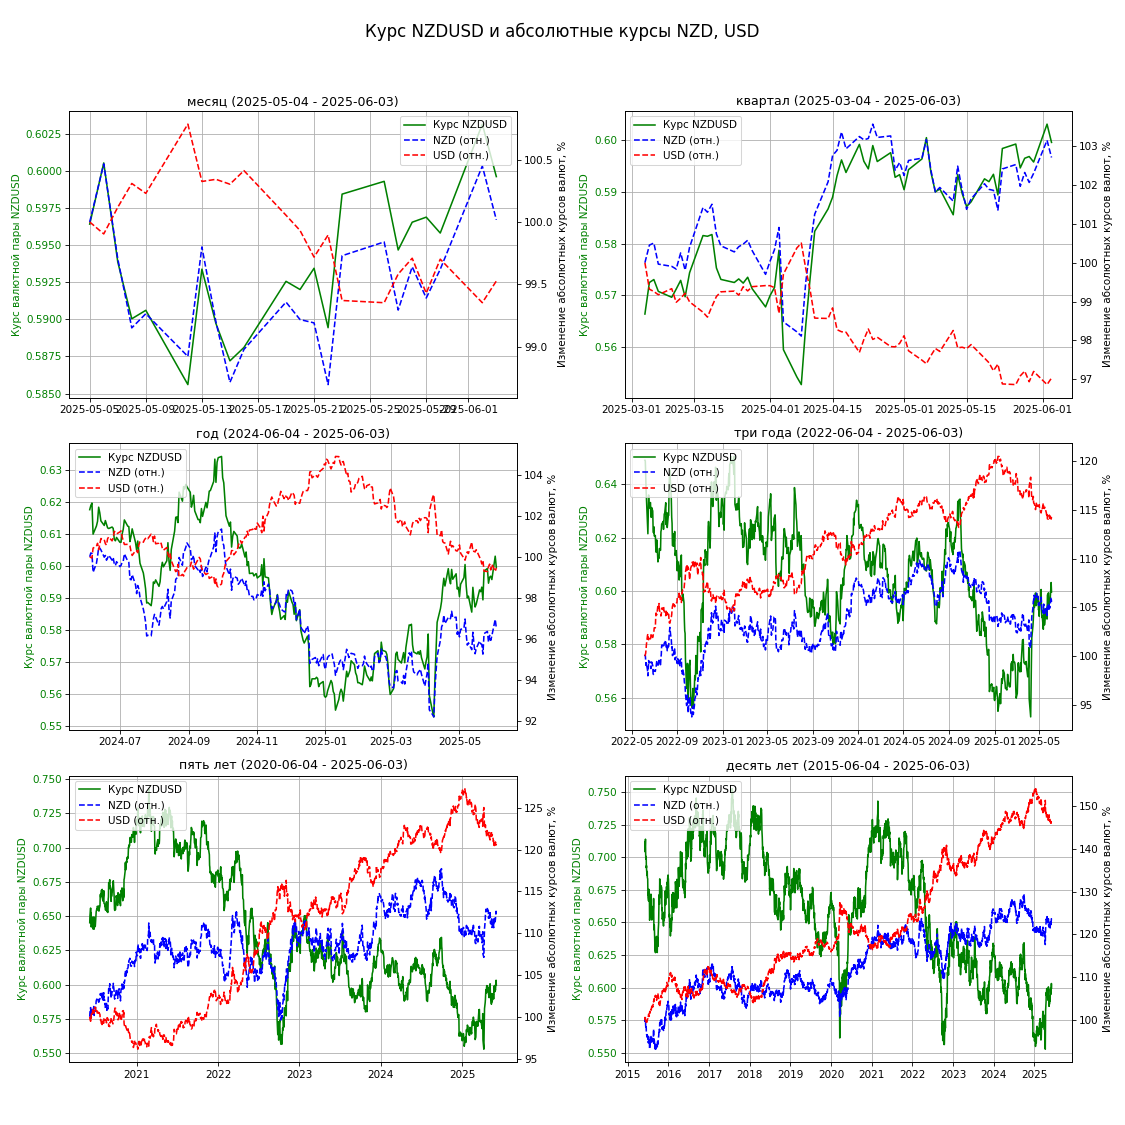 Курс NZDUSD и абсолютные курсы NZD, USD
месяц (2025-05-04 - 2025-06-03)
Курс валютной пары NZDUSD
0.6025
0.6000
0.5975
0.5950
0.5925
0.5900
0.5875
0.5850
Курс NZDUSD
NZD (отн.)
USD (отн.)
100.5
100.0
99.5
99.0
Изменение абсолютных курсов валют, %
2025-05-05 2025-05-09 2025-05-13 2025-05-17 2025-05-21 2025-05-25 2025-05-29 2025-06-01
квартал (2025-03-04 - 2025-06-03)
Курс валютной пары NZDUSD
0.60
0.59
0.58
0.57
0.56
Курс NZDUSD
NZD (отн.)
USD (отн.)
103
102
101
100
99
98
97
Изменение абсолютных курсов валют, %
2025-03-01 2025-03-15 2025-04-01 2025-04-15 2025-05-01 2025-05-15 2025-06-01
год (2024-06-04 - 2025-06-03)
Курс валютной пары NZDUSD
0.63
0.62
0.61
0.60
0.59
0.58
0.57
0.56
0.55
Курс NZDUSD
NZD (отн.)
USD (отн.)
104
102
100
98
96
94
92
Изменение абсолютных курсов валют, %
2024-07 2024-09 2024-11 2025-01 2025-03 2025-05
три года (2022-06-04 - 2025-06-03)
Курс валютной пары NZDUSD
0.64
0.62
0.60
0.58
0.56
Курс NZDUSD
NZD (отн.)
USD (отн.)
120
115
110
105
100
95
Изменение абсолютных курсов валют, %
2022-05 2022-09 2023-01 2023-05 2023-09 2024-01 2024-05 2024-09 2025-01 2025-05
пять лет (2020-06-04 - 2025-06-03)
Курс валютной пары NZDUSD
0.750
0.725
0.700
0.675
0.650
0.625
0.600
0.575
0.550
Курс NZDUSD
NZD (отн.)
USD (отн.)
125
120
115
110
105
100
95
Изменение абсолютных курсов валют, %
2021 2022 2023 2024 2025
десять лет (2015-06-04 - 2025-06-03)
Курс валютной пары NZDUSD
0.750
0.725
0.700
0.675
0.650
0.625
0.600
0.575
0.550
Курс NZDUSD
NZD (отн.)
USD (отн.)
150
140
130
120
110
100
Изменение абсолютных курсов валют, %
2015 2016 2017 2018 2019 2020 2021 2022 2023 2024 2025